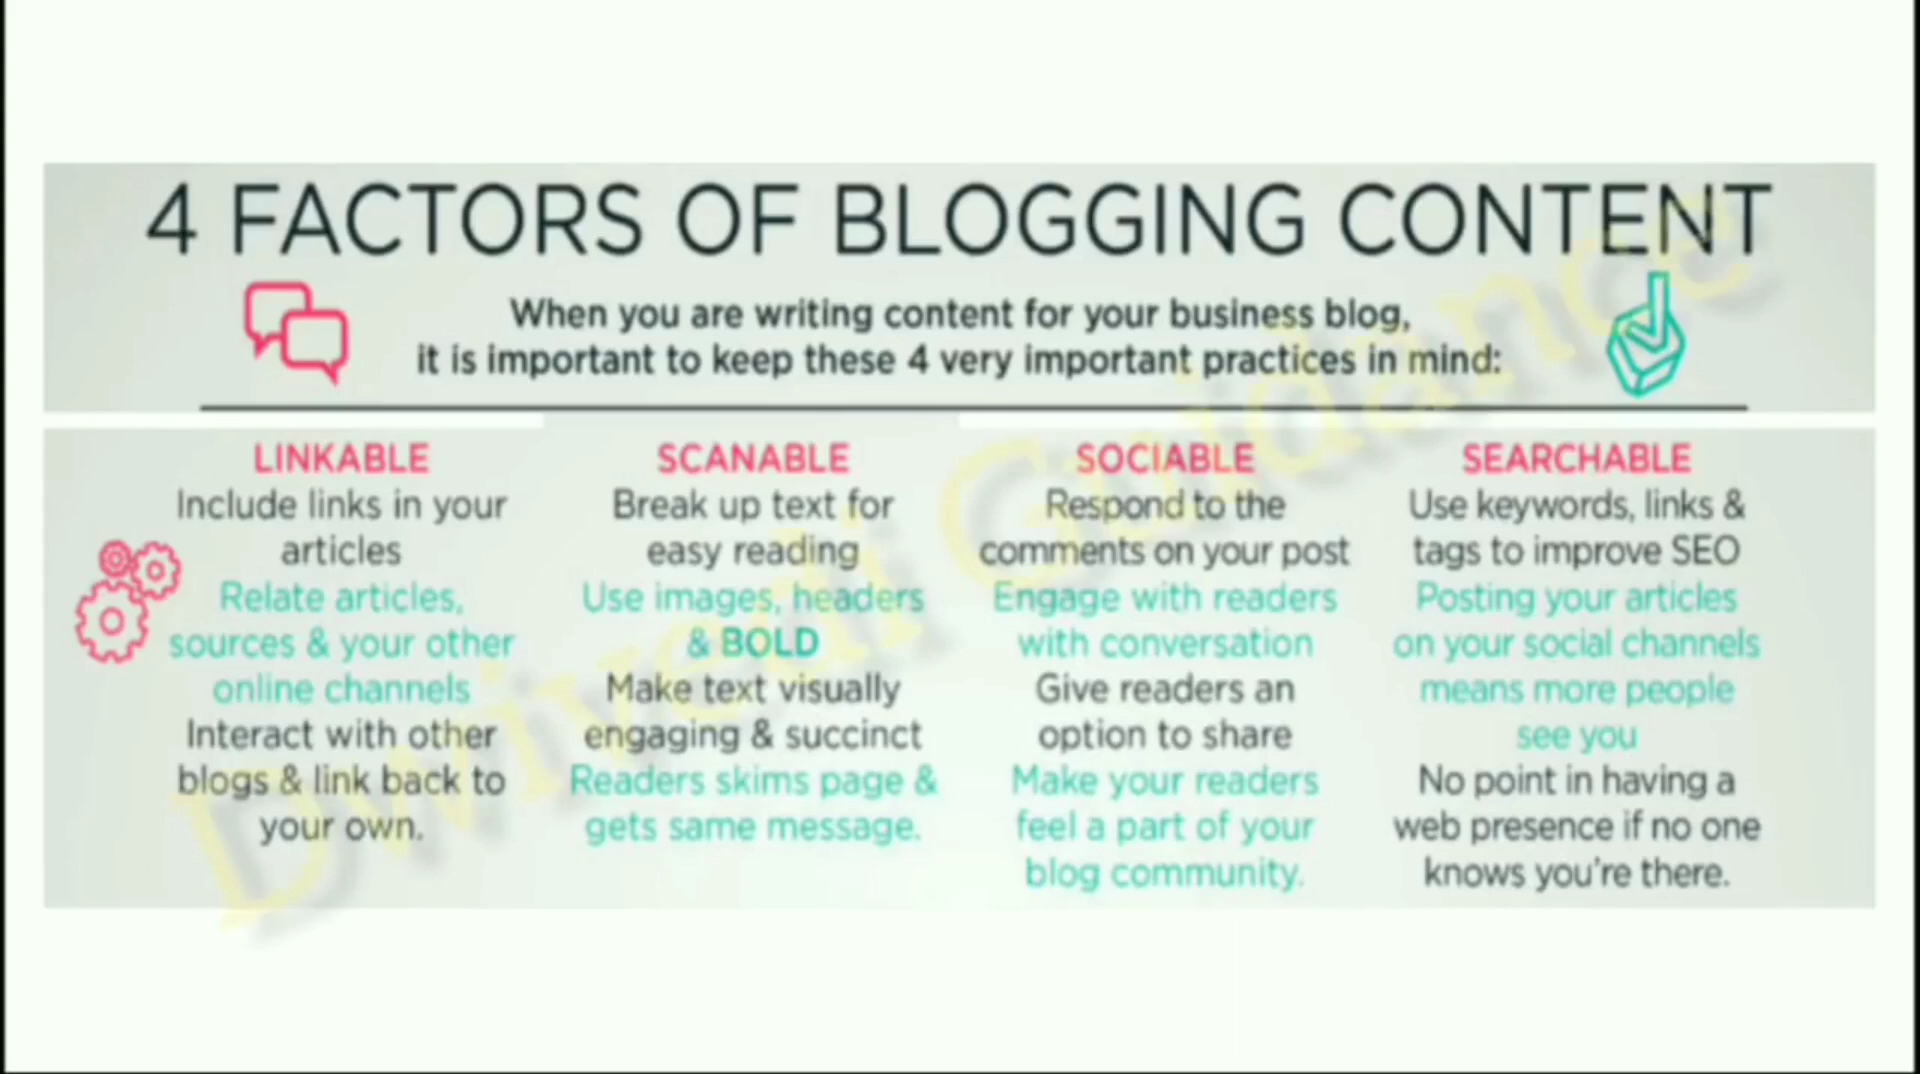 4 FACTORS OF BLOGGING CONTENT
When you are writing content for your business blog,
it is important to keep these 4 very important practices in mind:
LINKABLE
Include links in your
articles
Relate articles,
sources & your other
online channels
Interact with other
blogs & link back to
your own.
SCANABLE
Break up text for
easy reading
Use images, headers
& BOLD
Make text visually
engaging & succinct
Readers skims page &
gets same message.
SOCIABLE
Respond to the
comments on your post
Engage with readers
with conversation
Give readers an
option to share
Make your readers
feel a part of your
blog community.
SEARCHABLE
Use keywords, links &
tags to improve SEO
Posting your articles
on your social channels
means more people
see you
No point in having a
web presence if no one
knows you're there.
Dwivedi Guidance